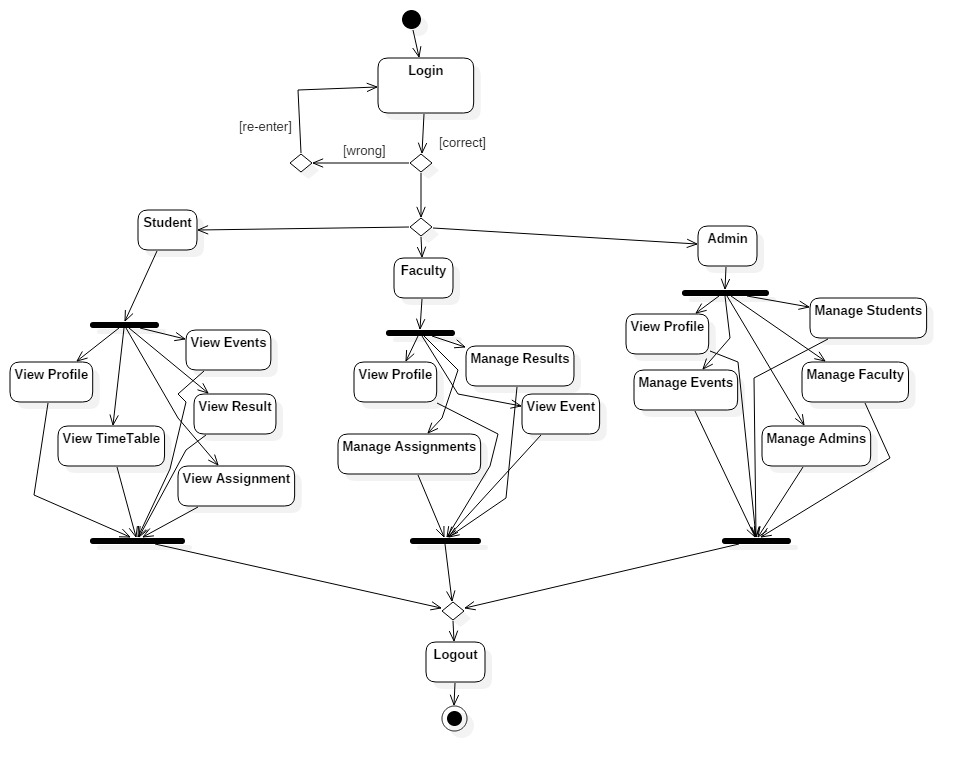 Login
[re-enter]
[wrong]
[correct]
Student
Faculty
Admin
View Events
View Profile
View Result
View TimeTable
View Assignment
Manage Results
View Profile
View Event
Manage Assignments
Manage Students
View Profile
Manage Faculty
Manage Events
Manage Admins
Logout